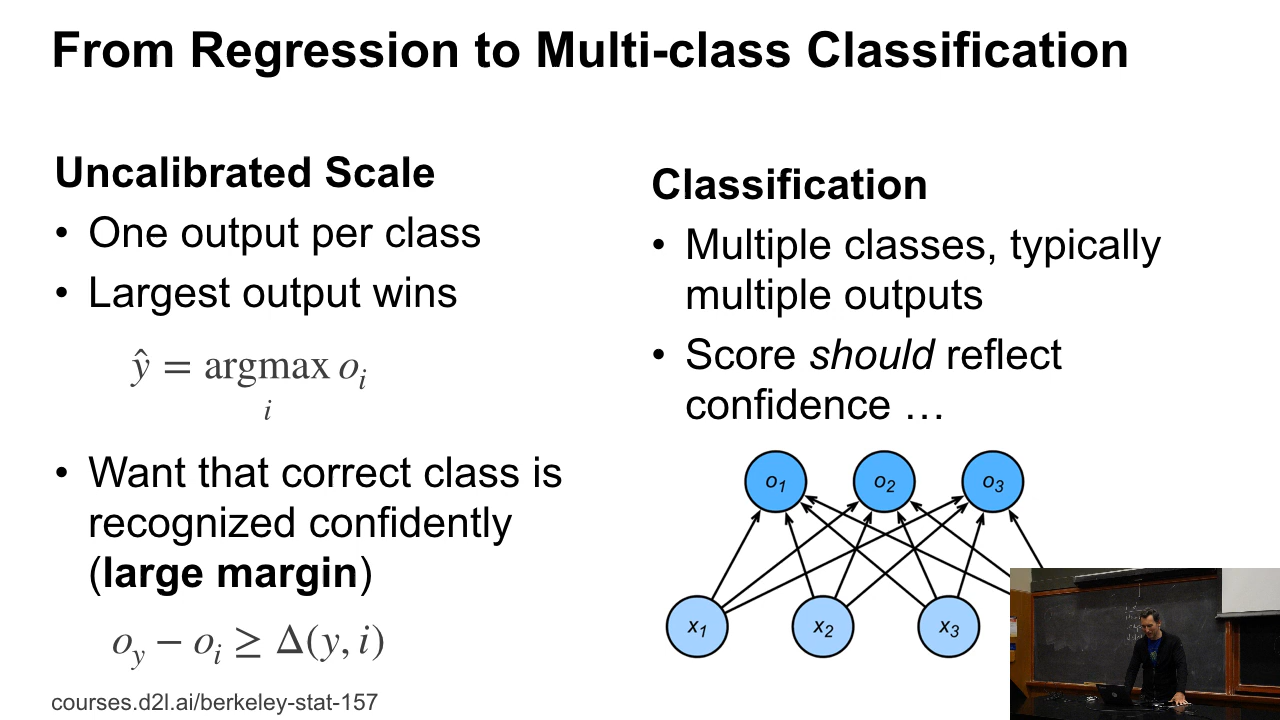 From Regression to Multi-class Classification
Uncalibrated Scale
• One output per class
• Largest output wins
ŷ = argmax oᵢ
i
• Want that correct class is
recognized confidently
(large margin)
o_y − o_i ≥ Δ(y, i)
Classification
• Multiple classes, typically
multiple outputs
• Score should reflect
confidence …
o₁ o₂ o₃
x₁ x₂ x₃
courses.d2l.ai/berkeley-stat-157